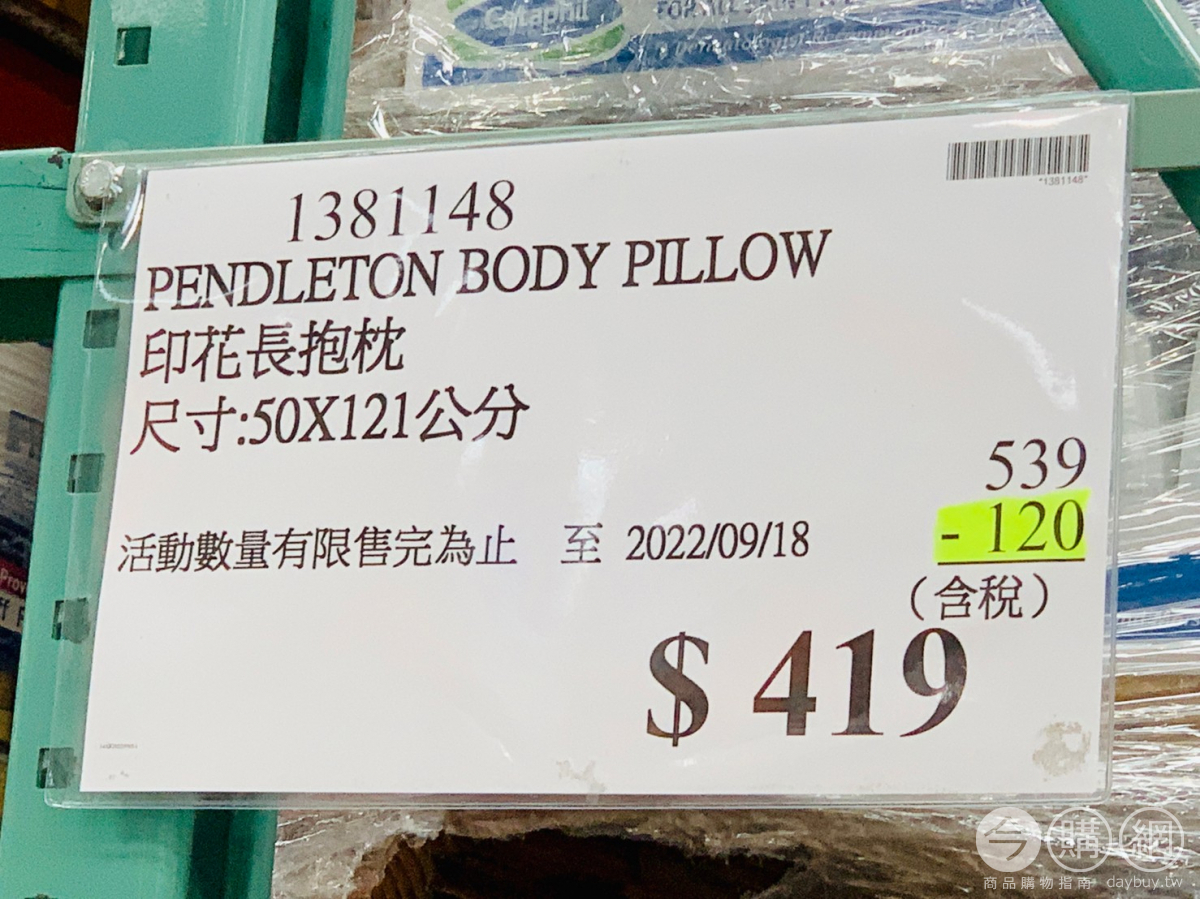 Cetaphil
1381148
"1381148"
PENDLETON BODY PILLOW
印花長抱枕
尺寸:50X121公分
539
- 120
活動數量有限售完為止 至 2022/09/18
(含稅)
$ 419
今購網
商品購物指南 daybuy.tw